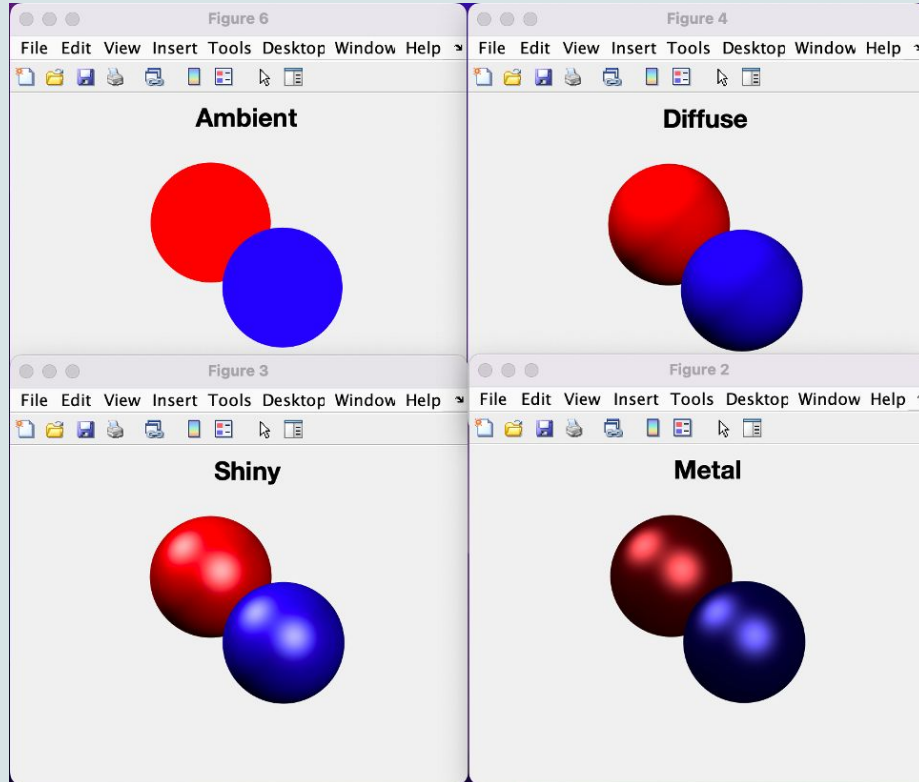 Figure 6
File Edit View Insert Tools Desktop Window Help
Ambient
Figure 4
File Edit View Insert Tools Desktop Window Help
Diffuse
Figure 3
File Edit View Insert Tools Desktop Window Help
Shiny
Figure 2
File Edit View Insert Tools Desktop Window Help
Metal